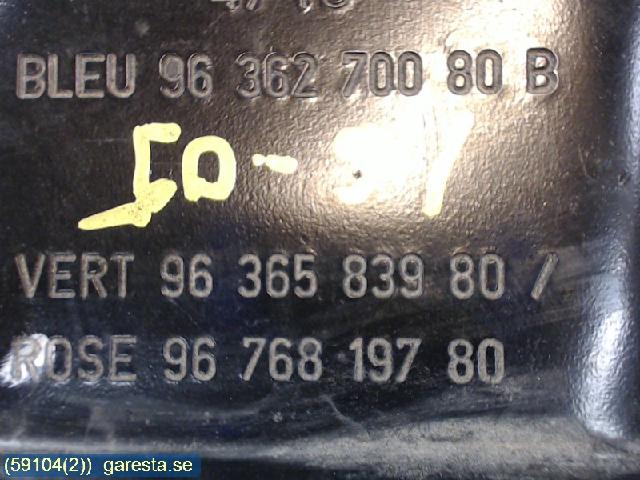 BLEU 96 362 700 80 B
VERT 96 365 839 80 /
ROSE 96 768 197 80
(59104(2)) garesta.se